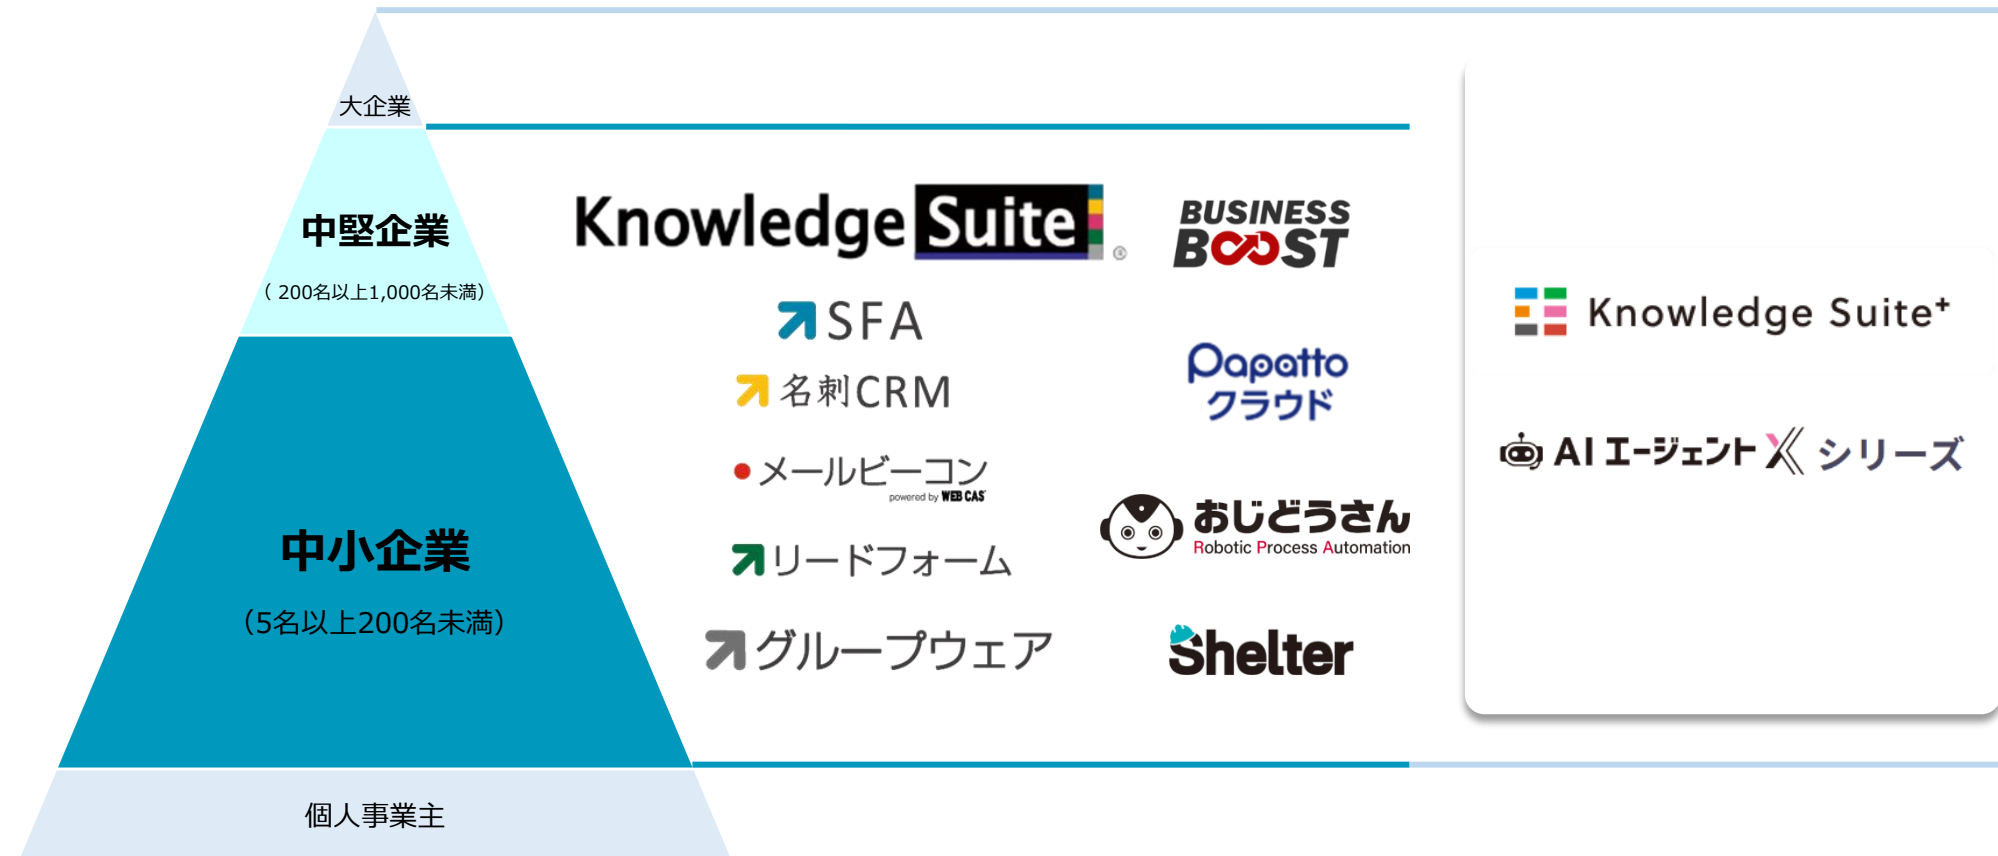 大企業
中堅企業
（ 200名以上1,000名未満）
中小企業
（5名以上200名未満）
個人事業主
Knowledge Suite ®
SFA
名刺CRM
メールビーコン
powered by WEB CAS
リードフォーム
グループウェア
BUSINESS
BOOST
Papatto
クラウド
おじどうさん
Robotic Process Automation
Shelter
Knowledge Suite+
AI エージェント X シリーズ